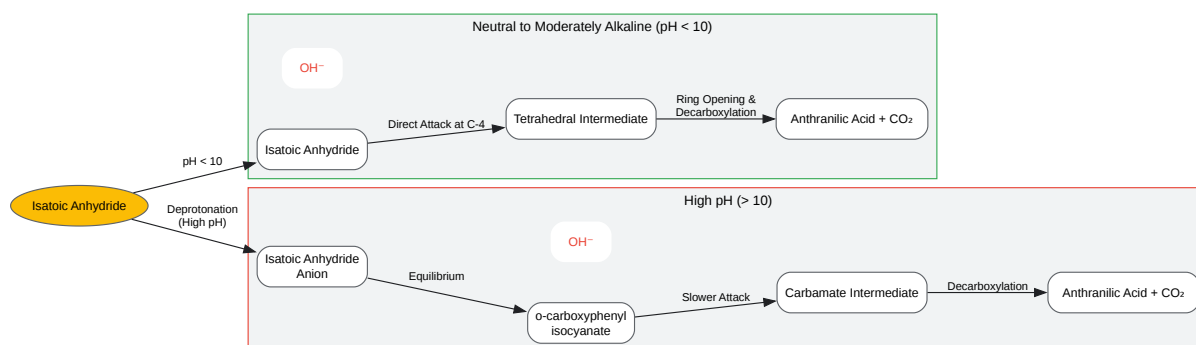 Neutral to Moderately Alkaline (pH < 10)
OH⁻
Ring Opening &
Decarboxylation
Direct Attack at C-4
Tetrahedral Intermediate
Anthranilic Acid + CO₂
Isatoic Anhydride
pH < 10
Isatoic Anhydride
Deprotonation
(High pH)
High pH (> 10)
OH⁻
Isatoic Anhydride
Anion
Equilibrium
o-carboxyphenyl
isocyanate
Slower Attack
Carbamate Intermediate
Decarboxylation
Anthranilic Acid + CO₂